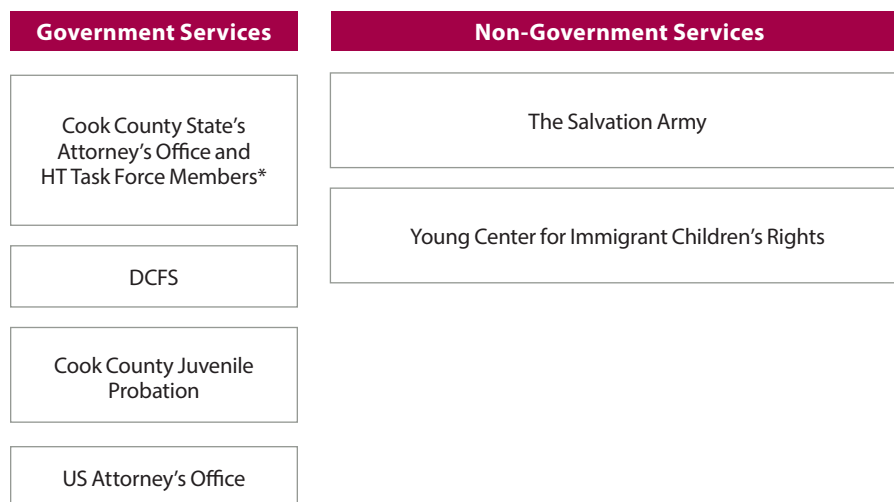 Government Services
Cook County State’s
Attorney’s Office and
HT Task Force Members*
DCFS
Cook County Juvenile
Probation
US Attorney’s Office
Non-Government Services
The Salvation Army
Young Center for Immigrant Children’s Rights